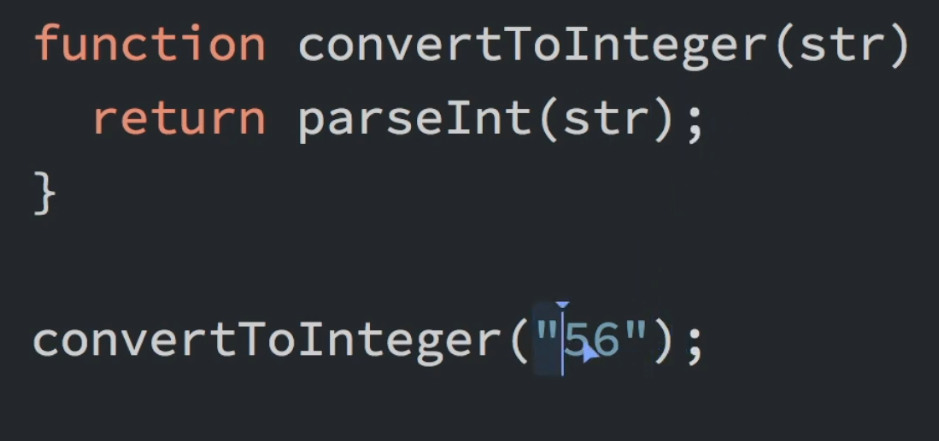 function convertToInteger(str)
  return parseInt(str);
}
convertToInteger("56");